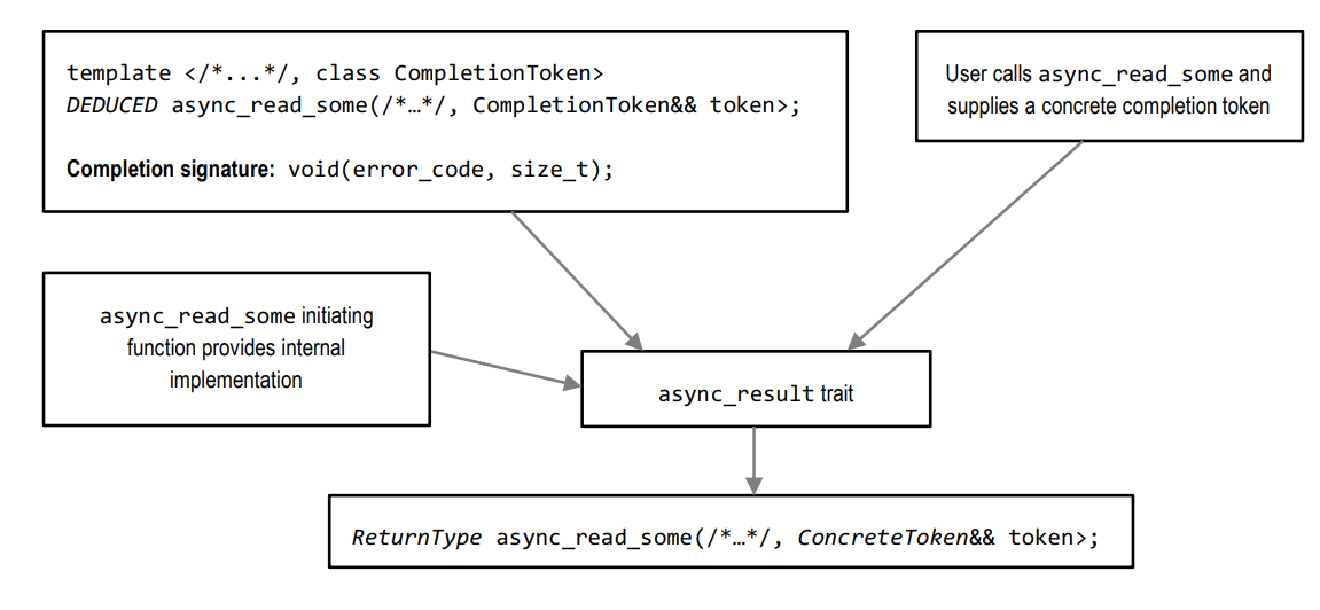 template </*...*/, class CompletionToken>
DEDUCED async_read_some(/*…*/, CompletionToken&& token>;
Completion signature: void(error_code, size_t);
User calls async_read_some and
supplies a concrete completion token
async_read_some initiating
function provides internal
implementation
async_result trait
ReturnType async_read_some(/*…*/, ConcreteToken&& token>;